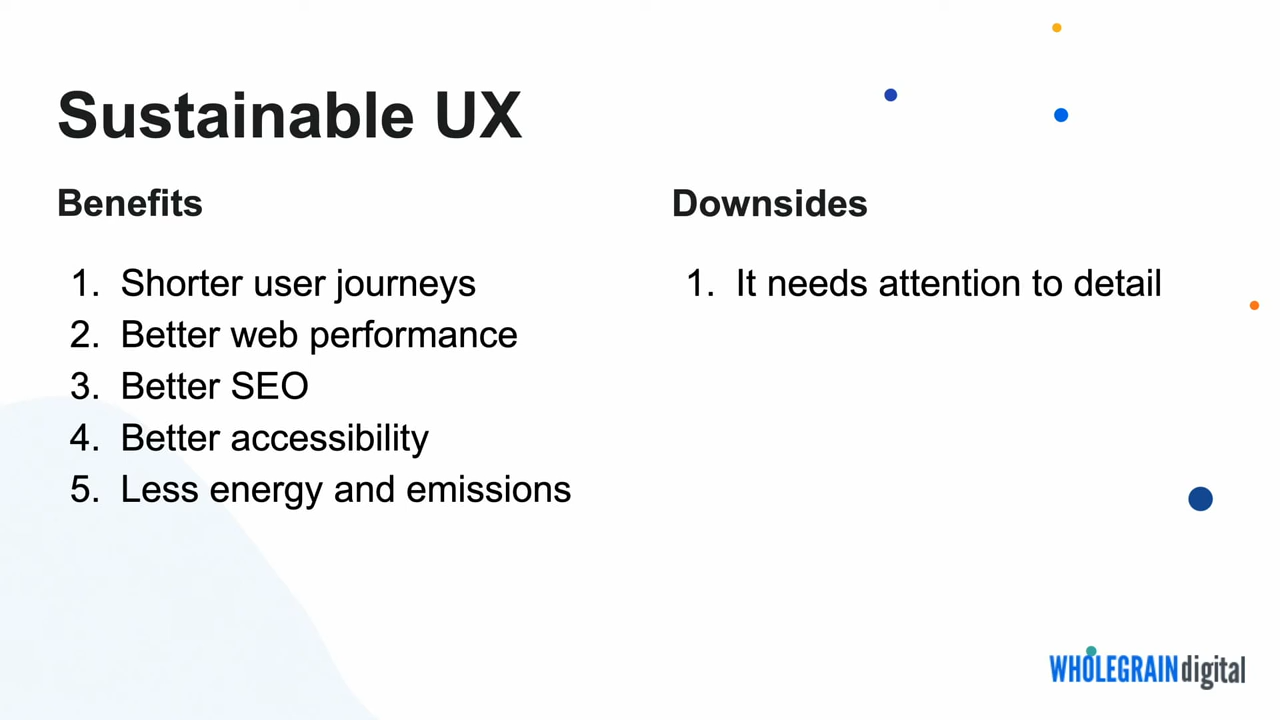 Sustainable UX
Benefits
1. Shorter user journeys
2. Better web performance
3. Better SEO
4. Better accessibility
5. Less energy and emissions
Downsides
1. It needs attention to detail
WHOLEGRAIN digital